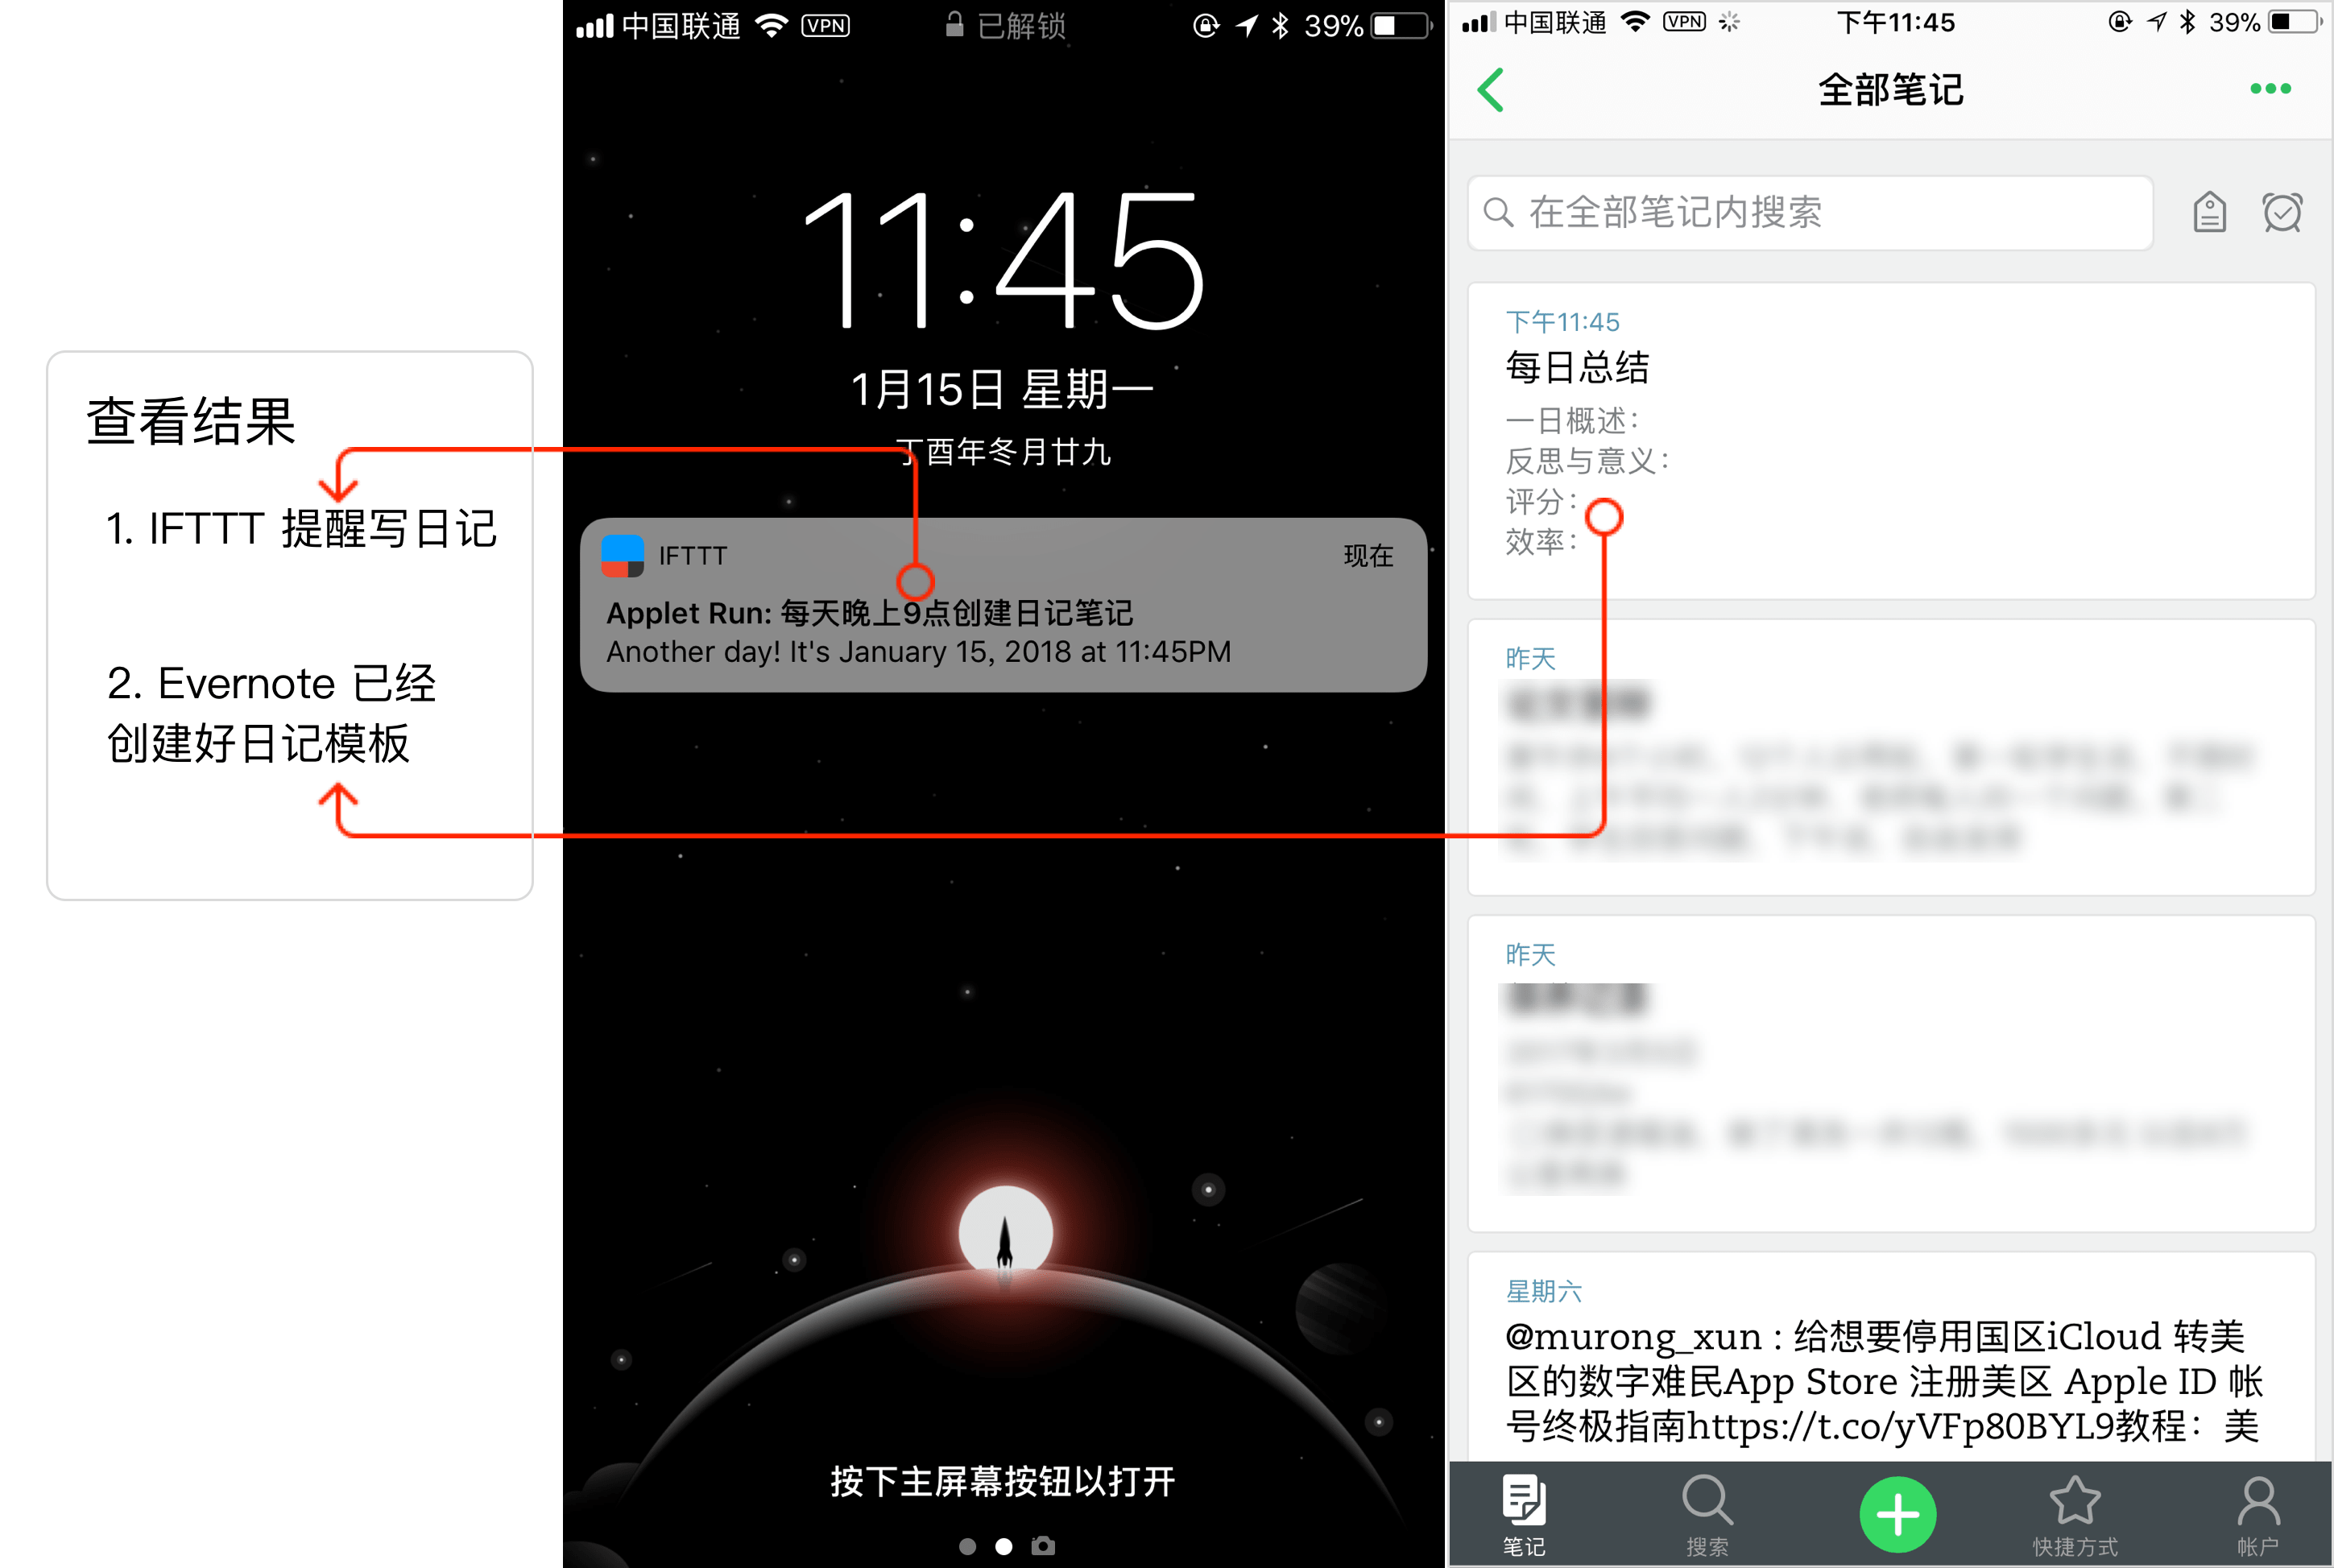 查看结果
1. IFTTT 提醒写日记
2. Evernote 已经
创建好日记模板
中国联通 VPN 已解锁 39%
11:45
1月15日 星期一
丁酉年冬月廿九
IFTTT 现在
Applet Run: 每天晚上9点创建日记笔记
Another day! It's January 15, 2018 at 11:45PM
按下主屏幕按钮以打开
中国联通 VPN 下午11:45 39%
全部笔记
在全部笔记内搜索
下午11:45
每日总结
一日概述：
反思与意义：
评分：
效率：
昨天
昨天
星期六
@murong_xun : 给想要停用国区iCloud 转美
区的数字难民App Store 注册美区 Apple ID 帐
号终极指南https://t.co/yVFp80BYL9教程：美
笔记 搜索 快捷方式 帐户